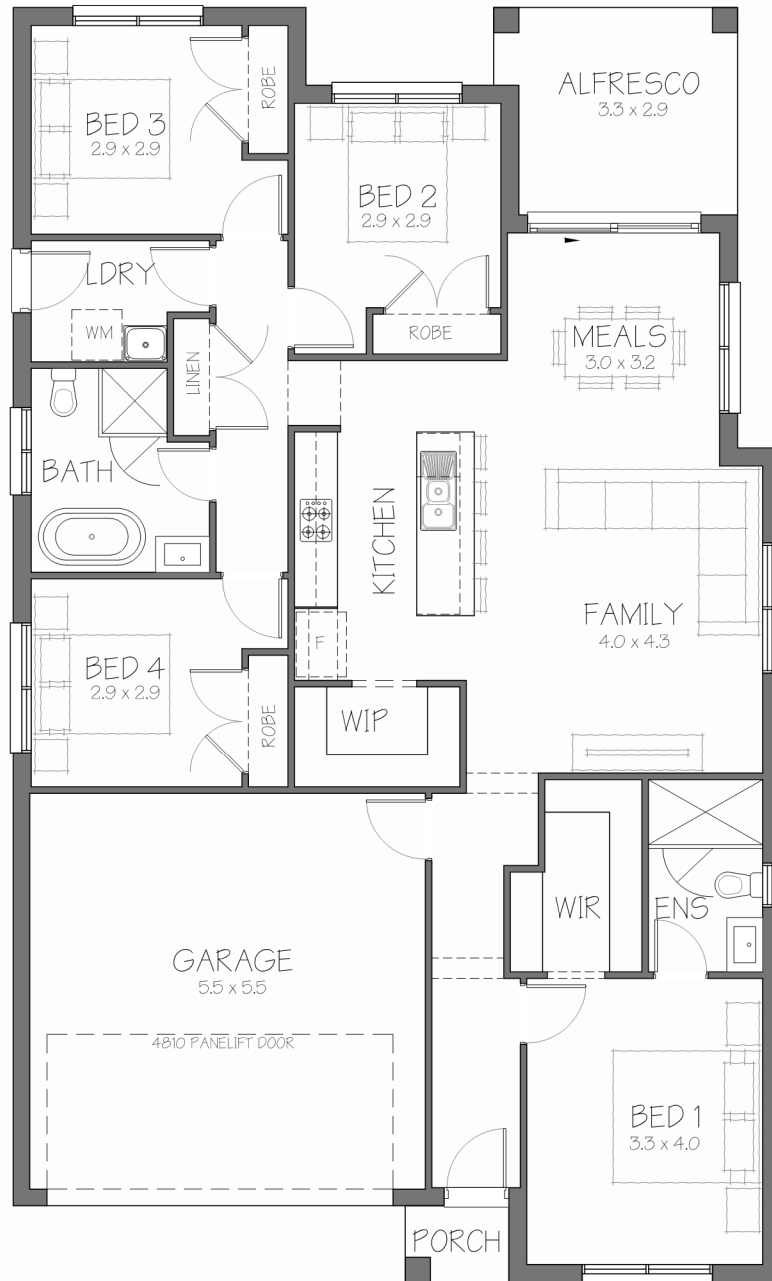 ALFRESCO
3.3 x 2.9
ROBE
BED 3
2.9 x 2.9
BED 2
2.9 x 2.9
LDRY
WM
ROBE
MEALS
3.0 x 3.2
LINEN
BATH
KITCHEN
FAMILY
4.0 x 4.3
F
BED 4
2.9 x 2.9
ROBE
WIP
WIR
ENS
GARAGE
5.5 x 5.5
4810 PANELIFT DOOR
BED 1
3.3 x 4.0
PORCH